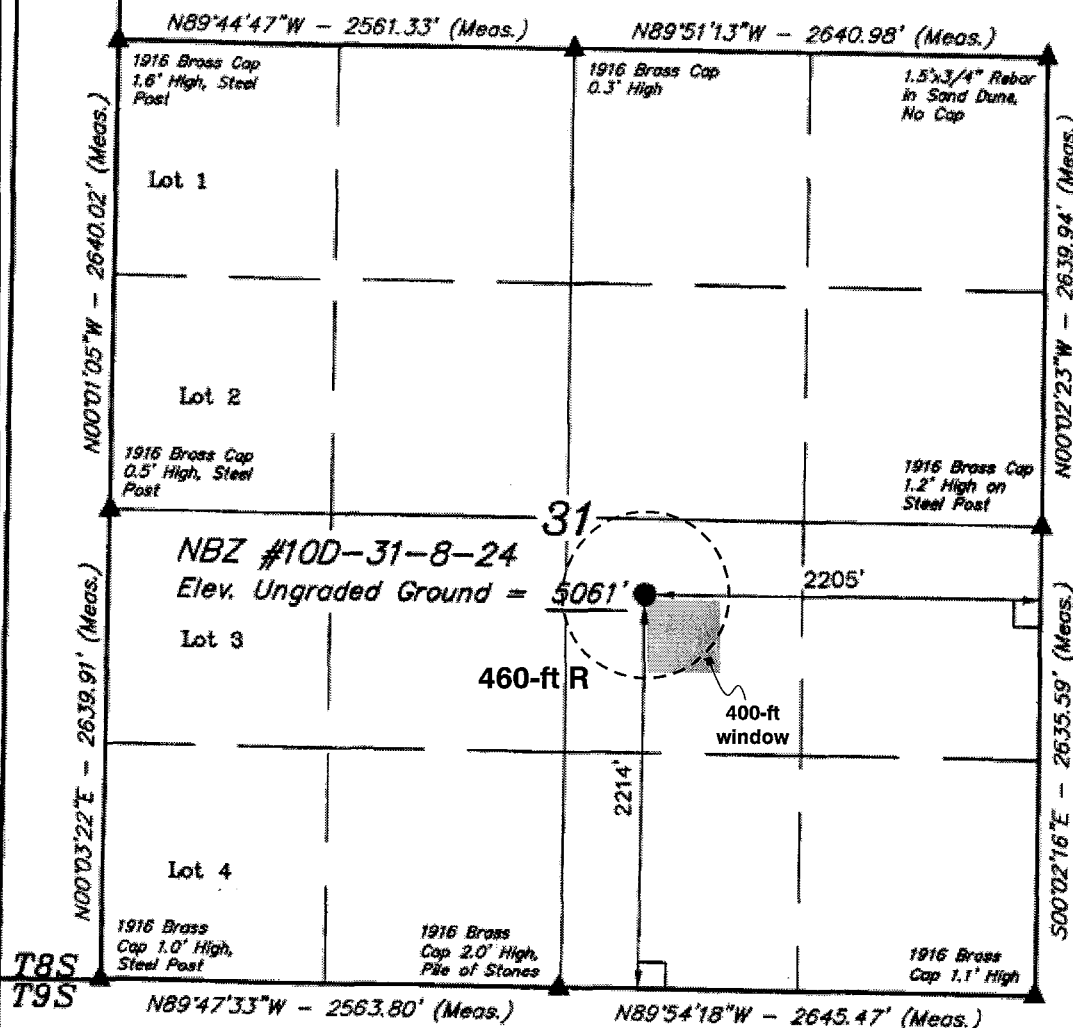 N89°44'47"W - 2561.33' (Meas.)
N89°51'13"W - 2640.98' (Meas.)
1916 Brass Cap
1.6' High, Steel
Post
1916 Brass Cap
0.3' High
1.5'x3/4" Rebar
in Sand Dune,
No Cap
N00°01'05"W - 2640.02' (Meas.)
N00°02'23"W - 2639.94' (Meas.)
Lot 1
Lot 2
1916 Brass Cap
0.5' High, Steel
Post
1916 Brass Cap
1.2' High on
Steel Post
31
NBZ #10D-31-8-24
Elev. Ungraded Ground = 5061'
2205'
Lot 3
460-ft R
400-ft
window
2214'
N00°03'22"E - 2639.91' (Meas.)
S00°02'16"E - 2635.59' (Meas.)
Lot 4
1916 Brass
Cap 1.0' High,
Steel Post
1916 Brass
Cap 2.0' High,
Pile of Stones
1916 Brass
Cap 1.1' High
T8S
T9S
N89°47'33"W - 2563.80' (Meas.)
N89°54'18"W - 2645.47' (Meas.)